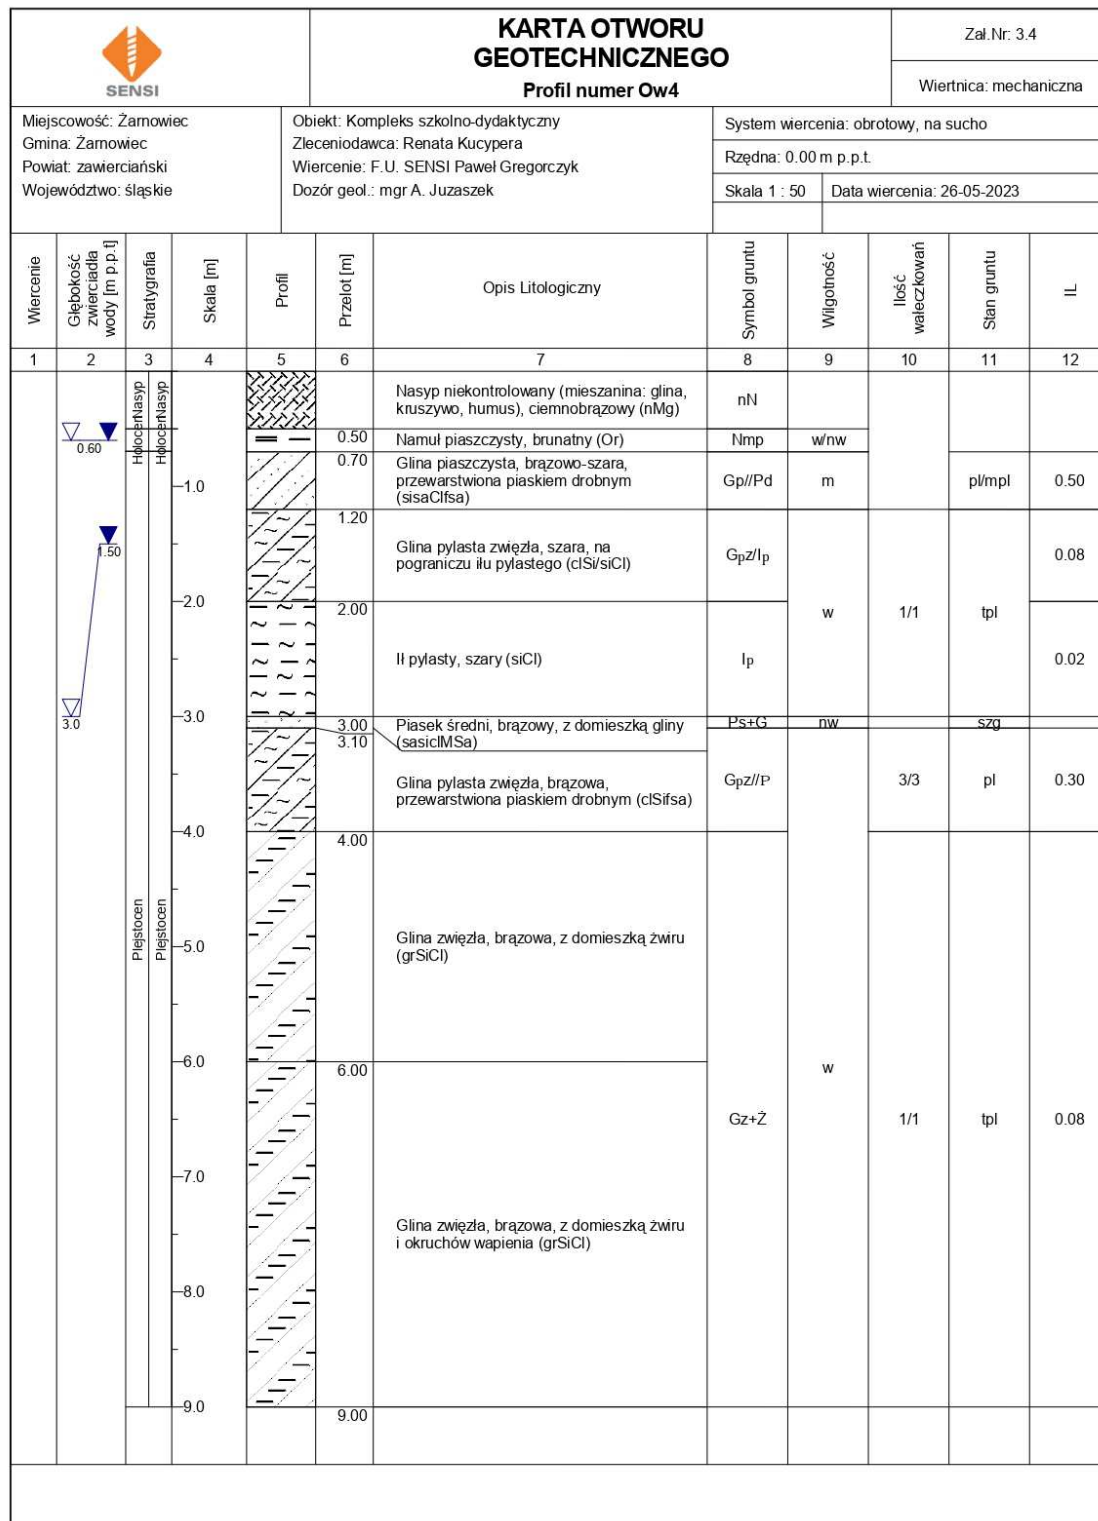 SENSI
KARTA OTWORU
GEOTECHNICZNEGO
Profil numer Ow4
Zał.Nr: 3.4
Wiertnica: mechaniczna
Miejscowość: Żarnowiec
Gmina: Żarnowiec
Powiat: zawierciański
Województwo: śląskie
Obiekt: Kompleks szkolno-dydaktyczny
Zleceniodawca: Renata Kucypera
Wiercenie: F.U. SENSI Paweł Gregorczyk
Dozór geol.: mgr A. Juzaszek
System wiercenia: obrotowy, na sucho
Rzędna: 0.00 m p.p.t.
Skala 1 : 50
Data wiercenia: 26-05-2023
Wiercenie
Głębokość
zwierciadła
wody [m p.p.t]
Stratygrafia
Skala [m]
Profil
Przelot [m]
Opis Litologiczny
Symbol gruntu
Wilgotność
Ilość
wałeczkowań
Stan gruntu
IL
1 2 3 4 5 6 7 8 9 10 11 12
Nasyp
Nasyp
Holocen
Holocen
Nasyp niekontrolowany (mieszanina: glina,
kruszywo, humus), ciemnobrązowy (nMg)
nN
0.60
0.50
Namuł piaszczysty, brunatny (Or)
Nmp
w/nw
0.70
Glina piaszczysta, brązowo-szara,
przewarstwiona piaskiem drobnym
(sisaClfsa)
Gp//Pd
m
pl/mpl
0.50
1.0
1.20
1.50
Glina pylasta zwięzła, szara, na
pograniczu iłu pylastego (clSi/siCl)
Gpz/Ip
0.08
2.0
2.00
w
1/1
tpl
Ił pylasty, szary (siCl)
Ip
0.02
3.0
3.0
3.00
Piasek średni, brązowy, z domieszką gliny
(sasiclMSa)
Ps+G
nw
szg
3.10
Glina pylasta zwięzła, brązowa,
przewarstwiona piaskiem drobnym (clSifsa)
Gpz//P
3/3
pl
0.30
4.0
4.00
Plejstocen
Plejstocen
Glina zwięzła, brązowa, z domieszką żwiru
(grSiCl)
5.0
6.0
6.00
w
Gz+Ż
1/1
tpl
0.08
7.0
Glina zwięzła, brązowa, z domieszką żwiru
i okruchów wapienia (grSiCl)
8.0
9.0
9.00